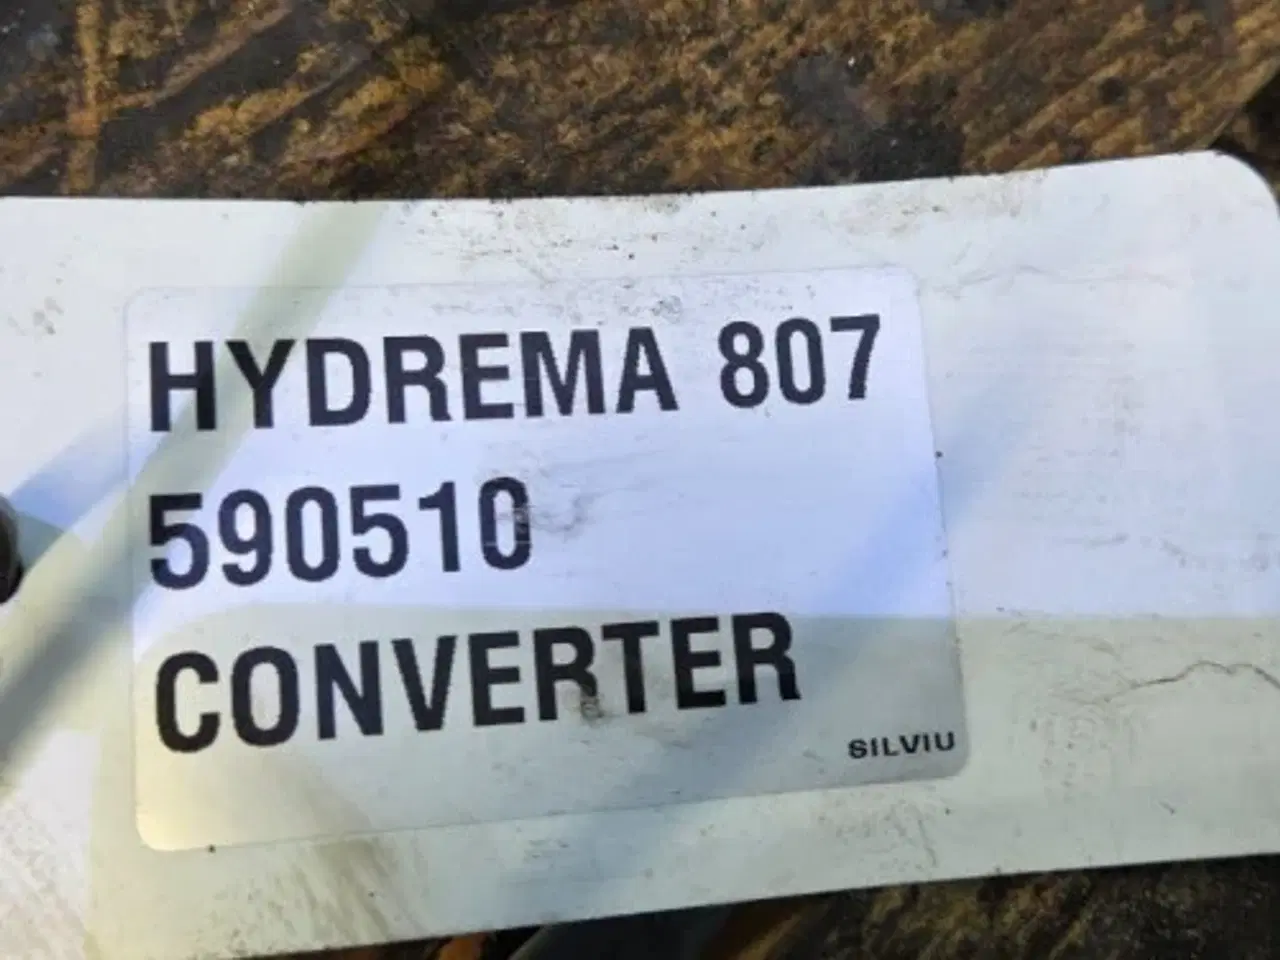 HYDREMA 807
590510
CONVERTER
SILVIU